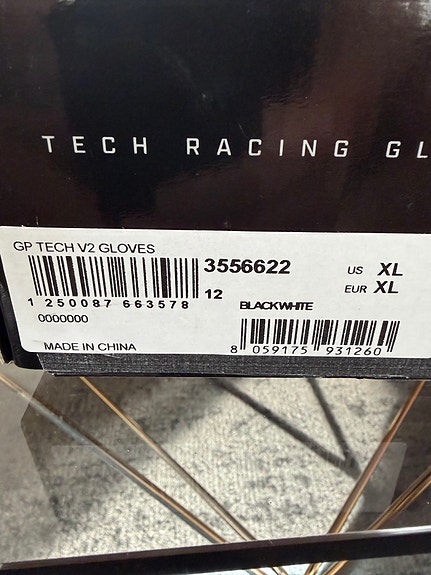 TECH RACING GL
GP TECH V2 GLOVES
3556622
US XL
EUR XL
1 250087 663578
12
BLACKWHITE
0000000
MADE IN CHINA
8 059175 931260